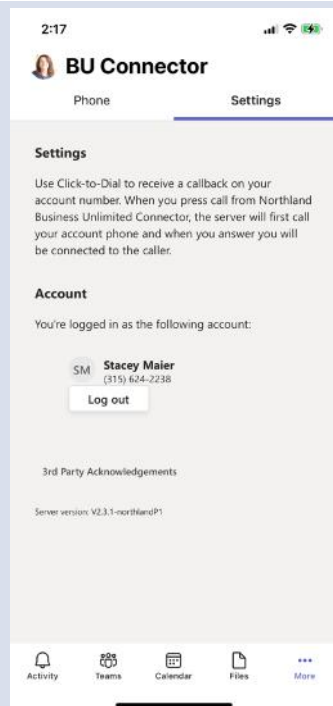 2:17
BU Connector
Phone Settings
Settings
Use Click-to-Dial to receive a callback on your
account number. When you press call from Northland
Business Unlimited Connector, the server will first call
your account phone and when you answer you will
be connected to the caller.
Account
You're logged in as the following account:
SM Stacey Maier
(315) 624-2238
Log out
3rd Party Acknowledgements
Server version: V2.3.1-northlandP1
Activity Teams Calendar Files More